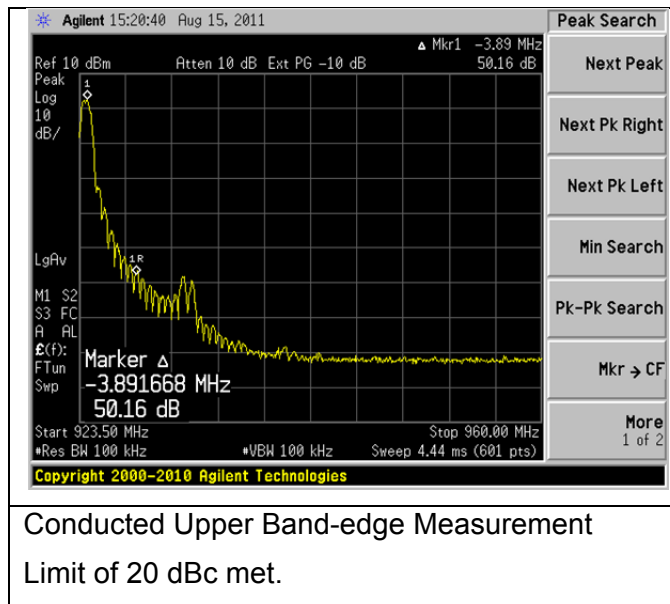 Agilent 15:20:40 Aug 15, 2011
Peak Search
Δ Mkr1 -3.89 MHz
Ref 10 dBm Atten 10 dB Ext PG -10 dB 50.16 dB
Peak
Log
10
dB/
1
1R
LgAv
M1 S2
S3 FC
A AL
£(f):
FTun
Swp
Marker Δ
-3.891668 MHz
50.16 dB
Start 923.50 MHz Stop 960.00 MHz
#Res BW 100 kHz #VBW 100 kHz Sweep 4.44 ms (601 pts)
Copyright 2000-2010 Agilent Technologies
Next Peak
Next Pk Right
Next Pk Left
Min Search
Pk-Pk Search
Mkr → CF
More
1 of 2
Conducted Upper Band-edge Measurement
Limit of 20 dBc met.